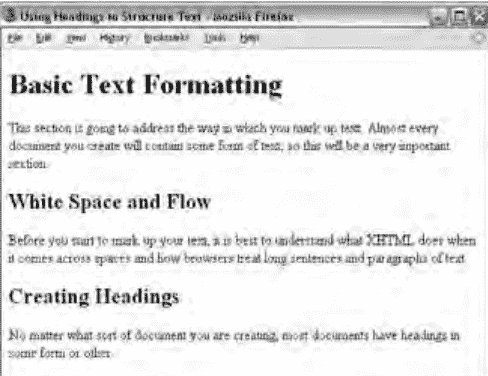 Using Headings to Structure Text - Mozilla Firefox
File Edit View History Bookmarks Tools Help
Basic Text Formatting
This section is going to address the way in which you mark up text. Almost every
document you create will contain some form of text, so this will be a very important
section.
White Space and Flow
Before you start to mark up your text, it is best to understand what XHTML does when
it comes across spaces and how browsers treat long sentences and paragraphs of text.
Creating Headings
No matter what sort of document you are creating, most documents have headings in
some form or other.